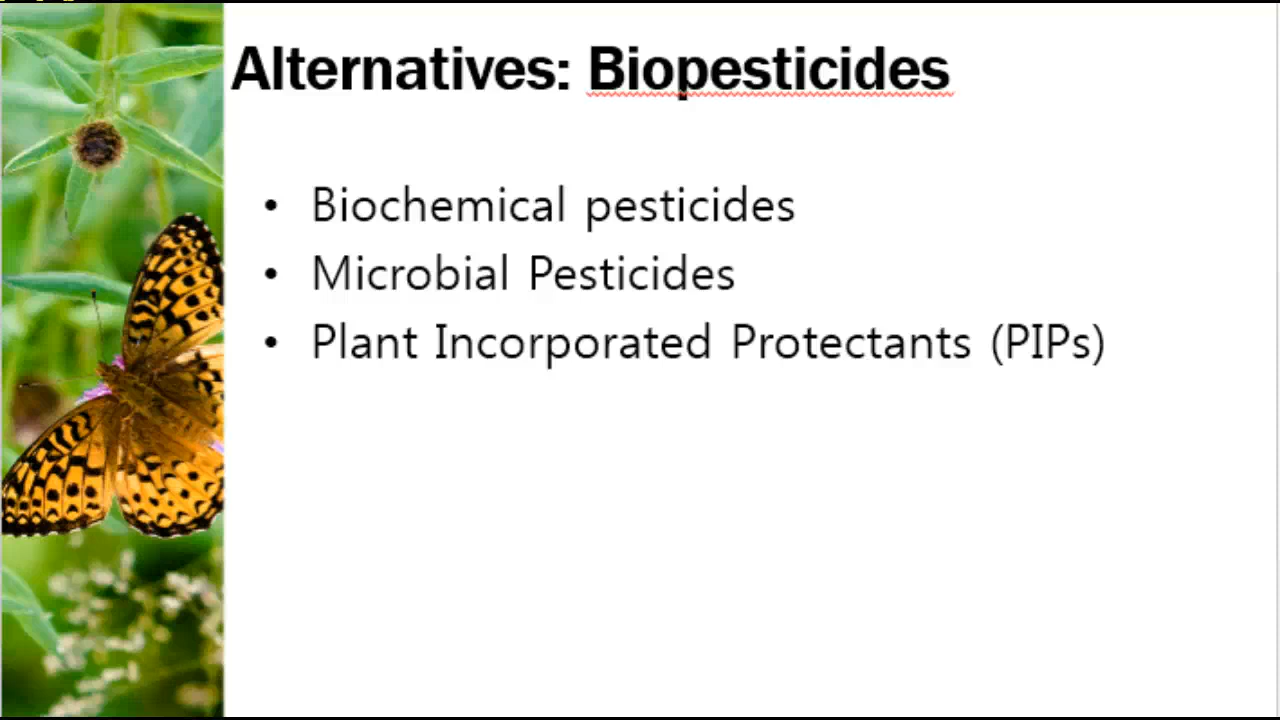 Alternatives: Biopesticides
• Biochemical pesticides
• Microbial Pesticides
• Plant Incorporated Protectants (PIPs)